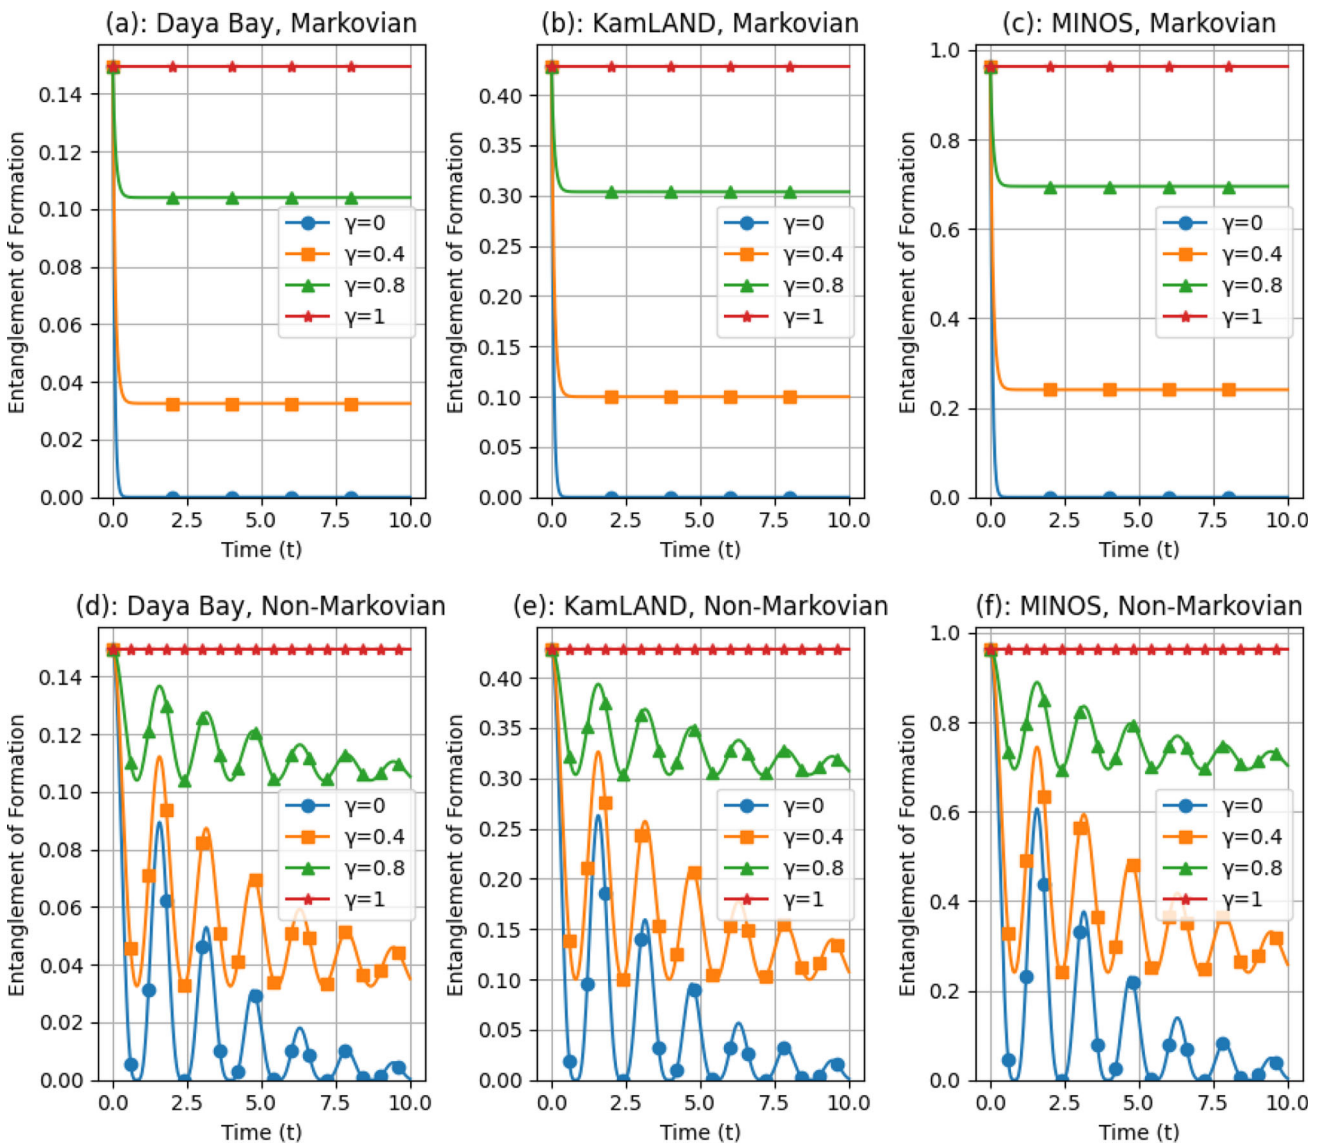 (a): Daya Bay, Markovian
Entanglement of Formation
0.14
0.12
0.10
0.08
0.06
0.04
0.02
0.00
γ=0
γ=0.4
γ=0.8
γ=1
0.0 2.5 5.0 7.5 10.0
Time (t)
(b): KamLAND, Markovian
Entanglement of Formation
0.40
0.35
0.30
0.25
0.20
0.15
0.10
0.05
0.00
γ=0
γ=0.4
γ=0.8
γ=1
0.0 2.5 5.0 7.5 10.0
Time (t)
(c): MINOS, Markovian
Entanglement of Formation
1.0
0.8
0.6
0.4
0.2
0.0
γ=0
γ=0.4
γ=0.8
γ=1
0.0 2.5 5.0 7.5 10.0
Time (t)
(d): Daya Bay, Non-Markovian
Entanglement of Formation
0.14
0.12
0.10
0.08
0.06
0.04
0.02
0.00
γ=0
γ=0.4
γ=0.8
γ=1
0.0 2.5 5.0 7.5 10.0
Time (t)
(e): KamLAND, Non-Markovian
Entanglement of Formation
0.40
0.35
0.30
0.25
0.20
0.15
0.10
0.05
0.00
γ=0
γ=0.4
γ=0.8
γ=1
0.0 2.5 5.0 7.5 10.0
Time (t)
(f): MINOS, Non-Markovian
Entanglement of Formation
1.0
0.8
0.6
0.4
0.2
0.0
γ=0
γ=0.4
γ=0.8
γ=1
0.0 2.5 5.0 7.5 10.0
Time (t)